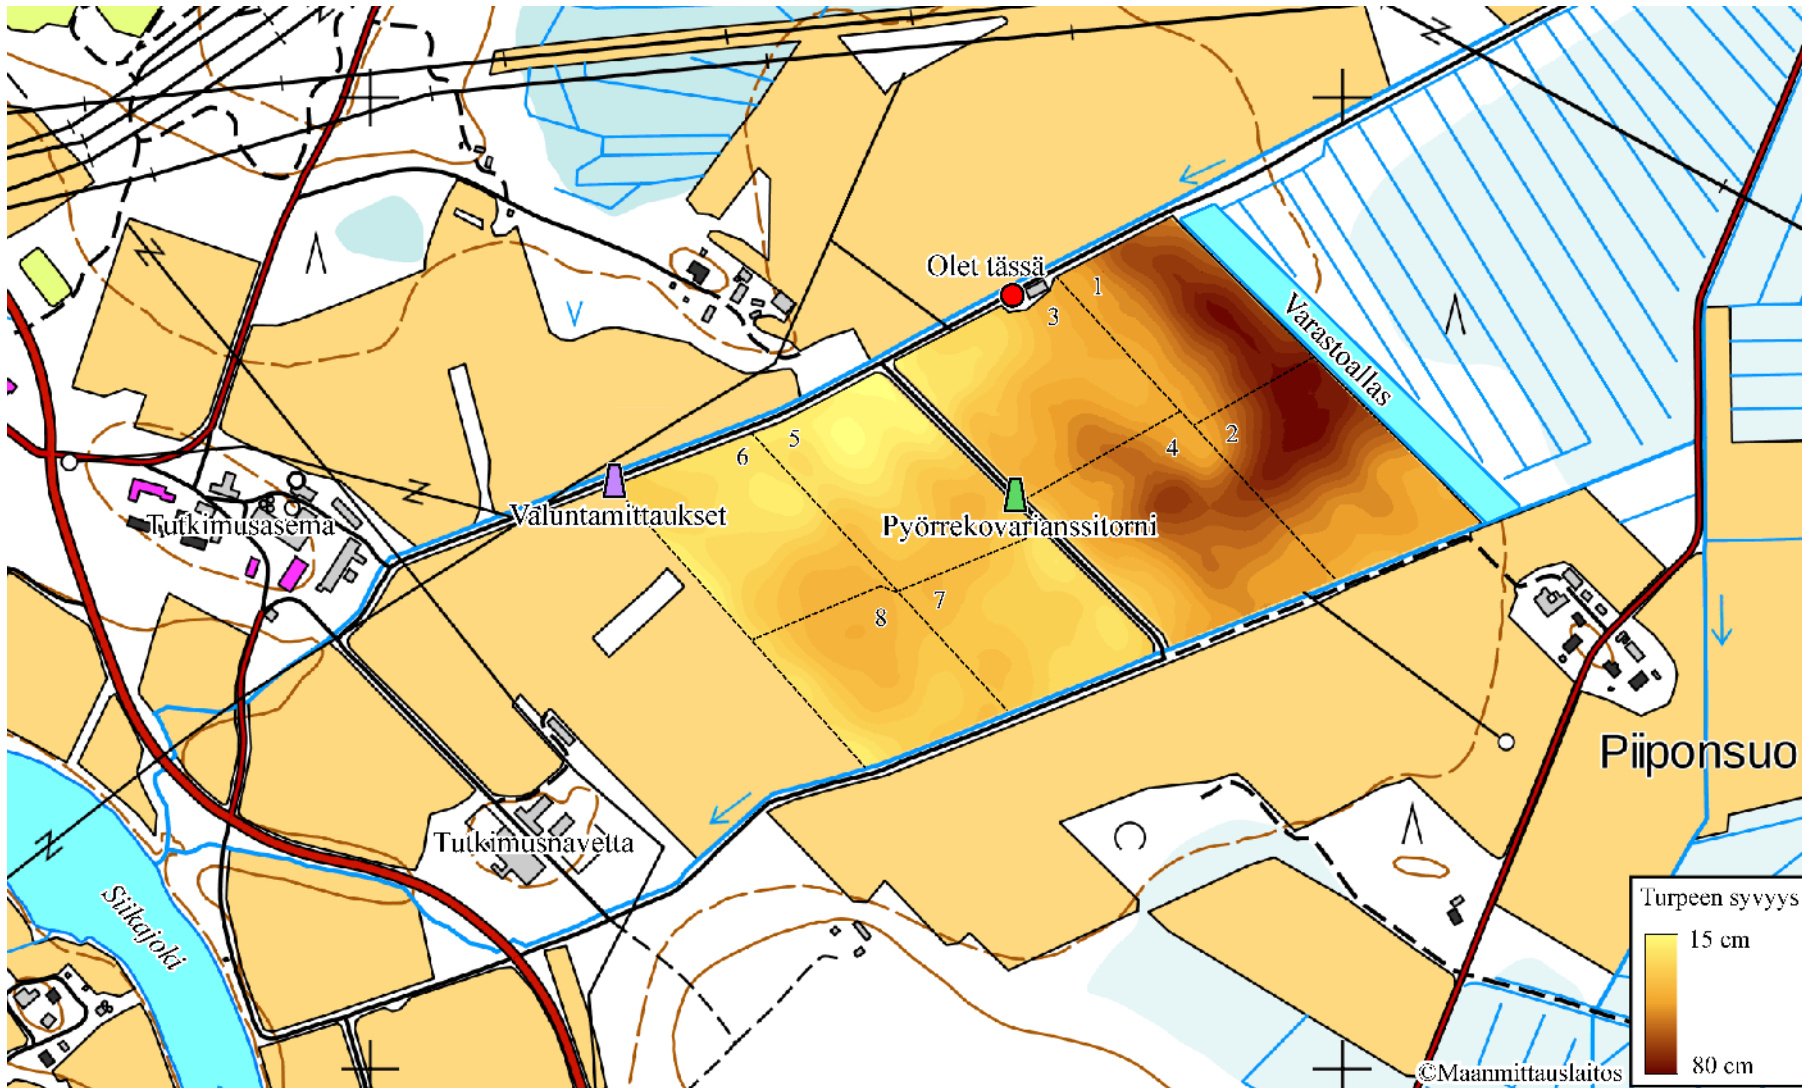 Olet tässä
1
3
Varastoallas
5
6
4
2
Valuntamittaukset
Pyörrekovarianssitorni
Tutkimusasema
7
8
Piiponsuo
Tutkimusnavetta
Siikajoki
Turpeen syvyys
15 cm
80 cm
©Maanmittauslaitos